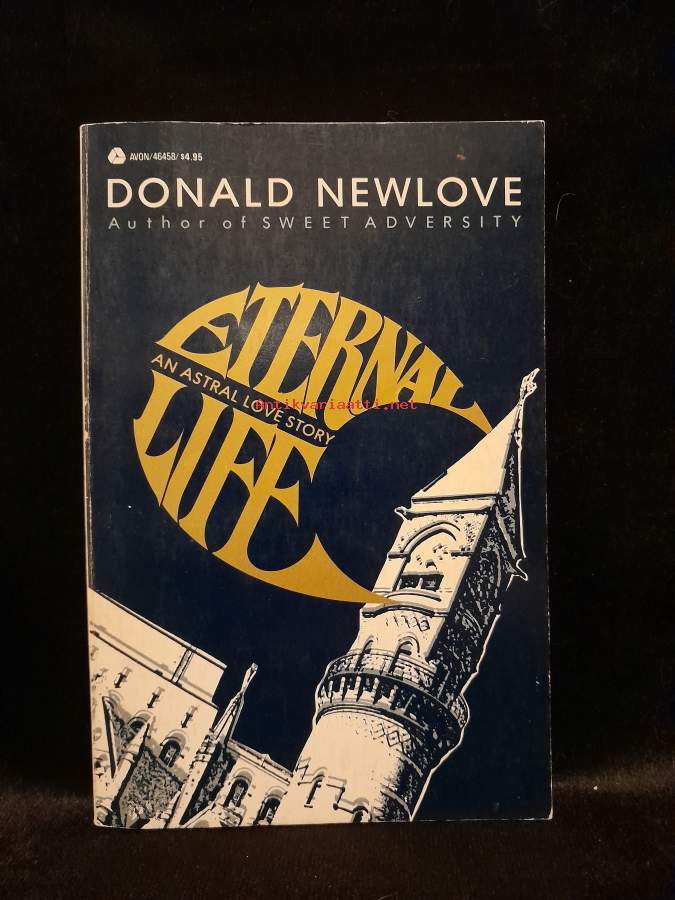 AVON/46458/$4.95
DONALD NEWLOVE
Author of SWEET ADVERSITY
ETERNAL
AN ASTRAL LOVE STORY
LIFE
antikvariaatti.net